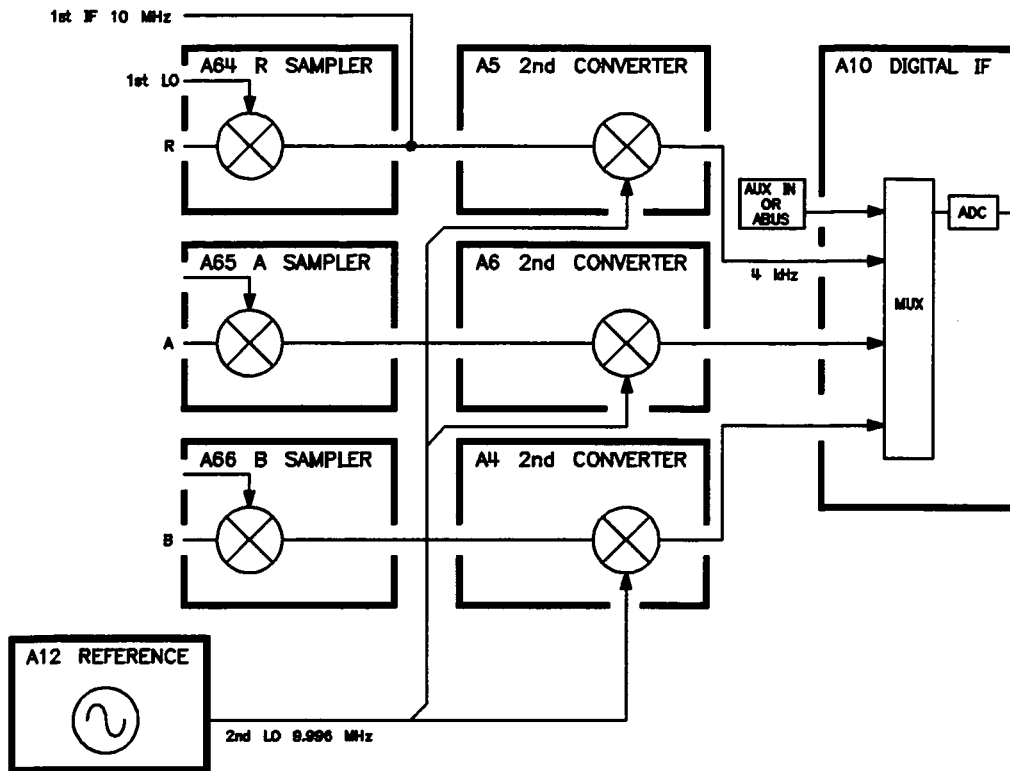 1st IF 10 MHz
A64 R SAMPLER
A5 2nd CONVERTER
A10 DIGITAL IF
1st LO
R
AUX IN
OR
ABUS
ADC
A65 A SAMPLER
A6 2nd CONVERTER
4 kHz
MUX
A
A66 B SAMPLER
A4 2nd CONVERTER
B
A12 REFERENCE
2nd LO 9.996 MHz